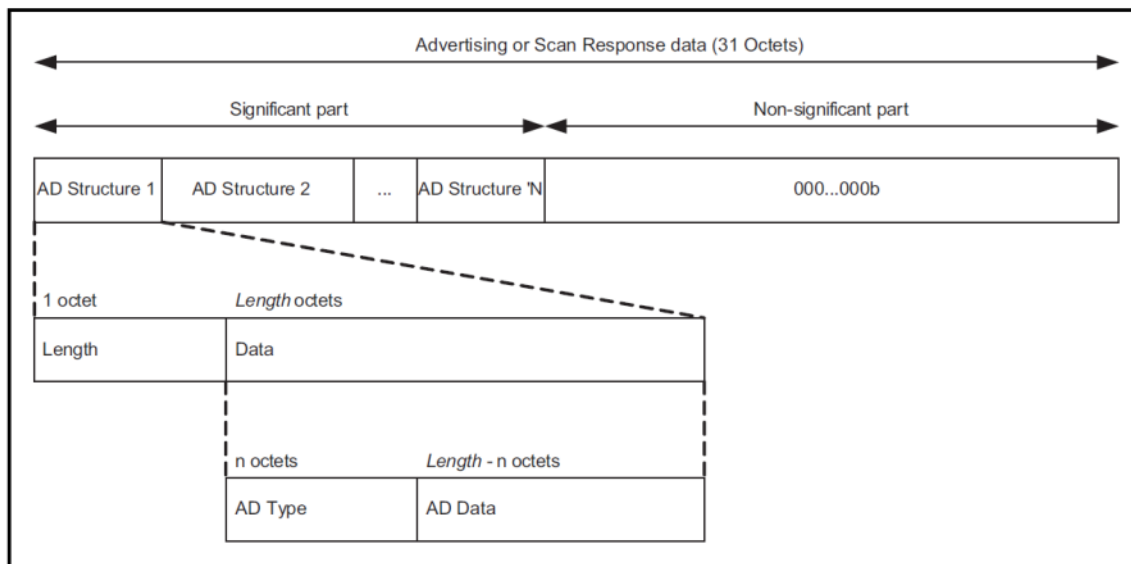 Advertising or Scan Response data (31 Octets)
Significant part
Non-significant part
AD Structure 1
AD Structure 2
...
AD Structure 'N
000...000b
1 octet
Length octets
Length
Data
n octets
Length - n octets
AD Type
AD Data